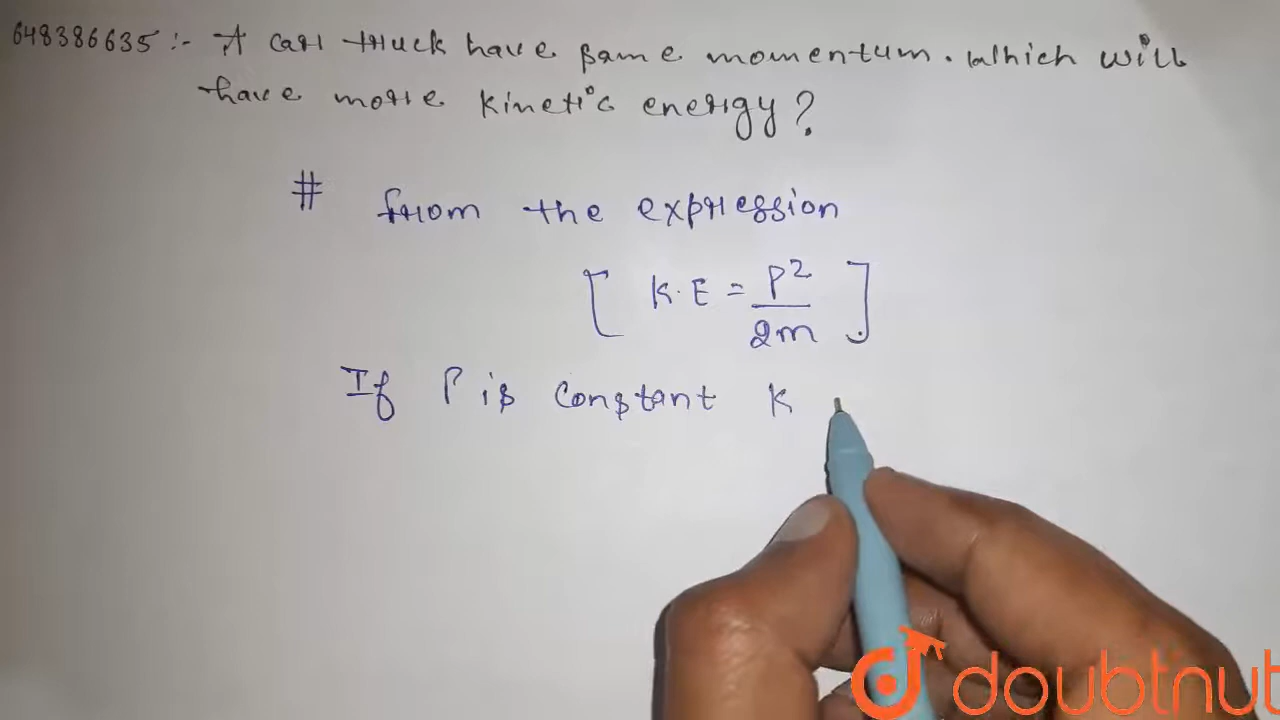 648386635 :- A car truck have same momentum. which will
have more kinetic energy?
# from the expression
[ K.E = P²/2m ]
If P is constant K
doubtnut